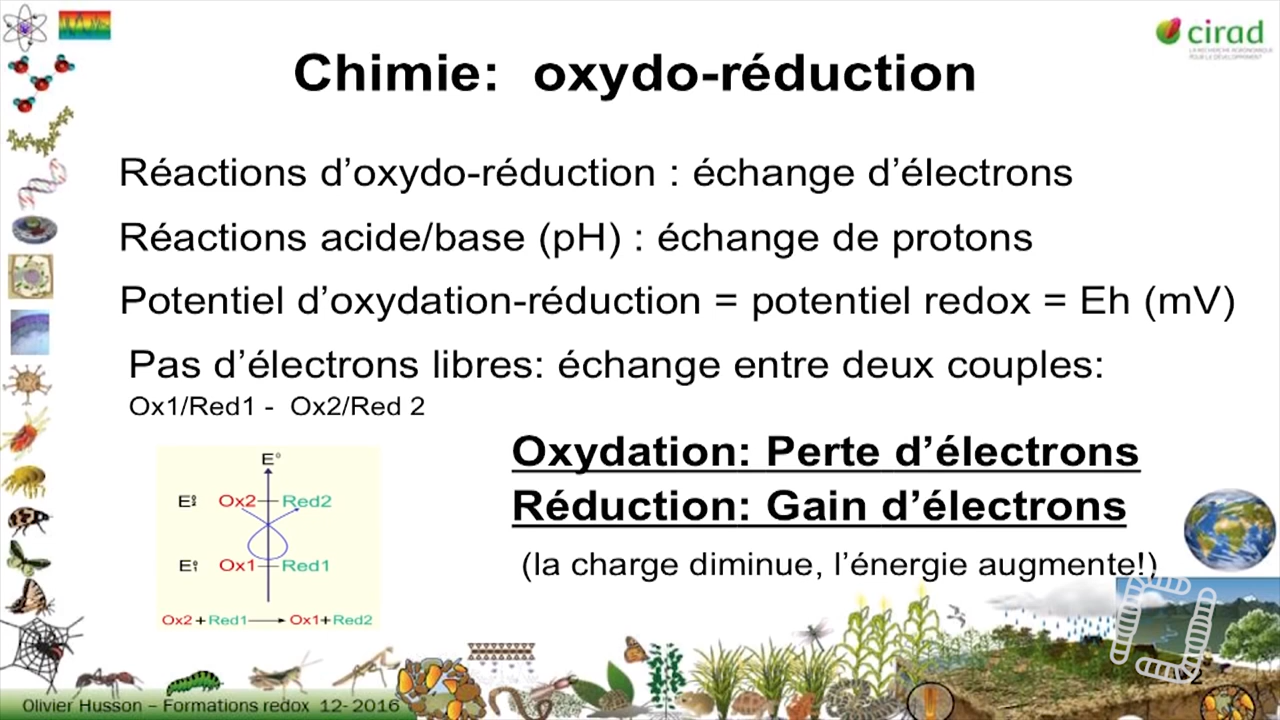 cirad
LA RECHERCHE AGRONOMIQUE
POUR LE DÉVELOPPEMENT
Chimie: oxydo-réduction
Réactions d’oxydo-réduction : échange d’électrons
Réactions acide/base (pH) : échange de protons
Potentiel d’oxydation-réduction = potentiel redox = Eh (mV)
Pas d’électrons libres: échange entre deux couples:
Ox1/Red1 - Ox2/Red 2
Oxydation: Perte d’électrons
Réduction: Gain d’électrons
(la charge diminue, l’énergie augmente!)
E°
E°2 Ox2 Red2
E°1 Ox1 Red1
Ox2+Red1 → Ox1+Red2
2
Olivier Husson – Formations redox 12- 2016